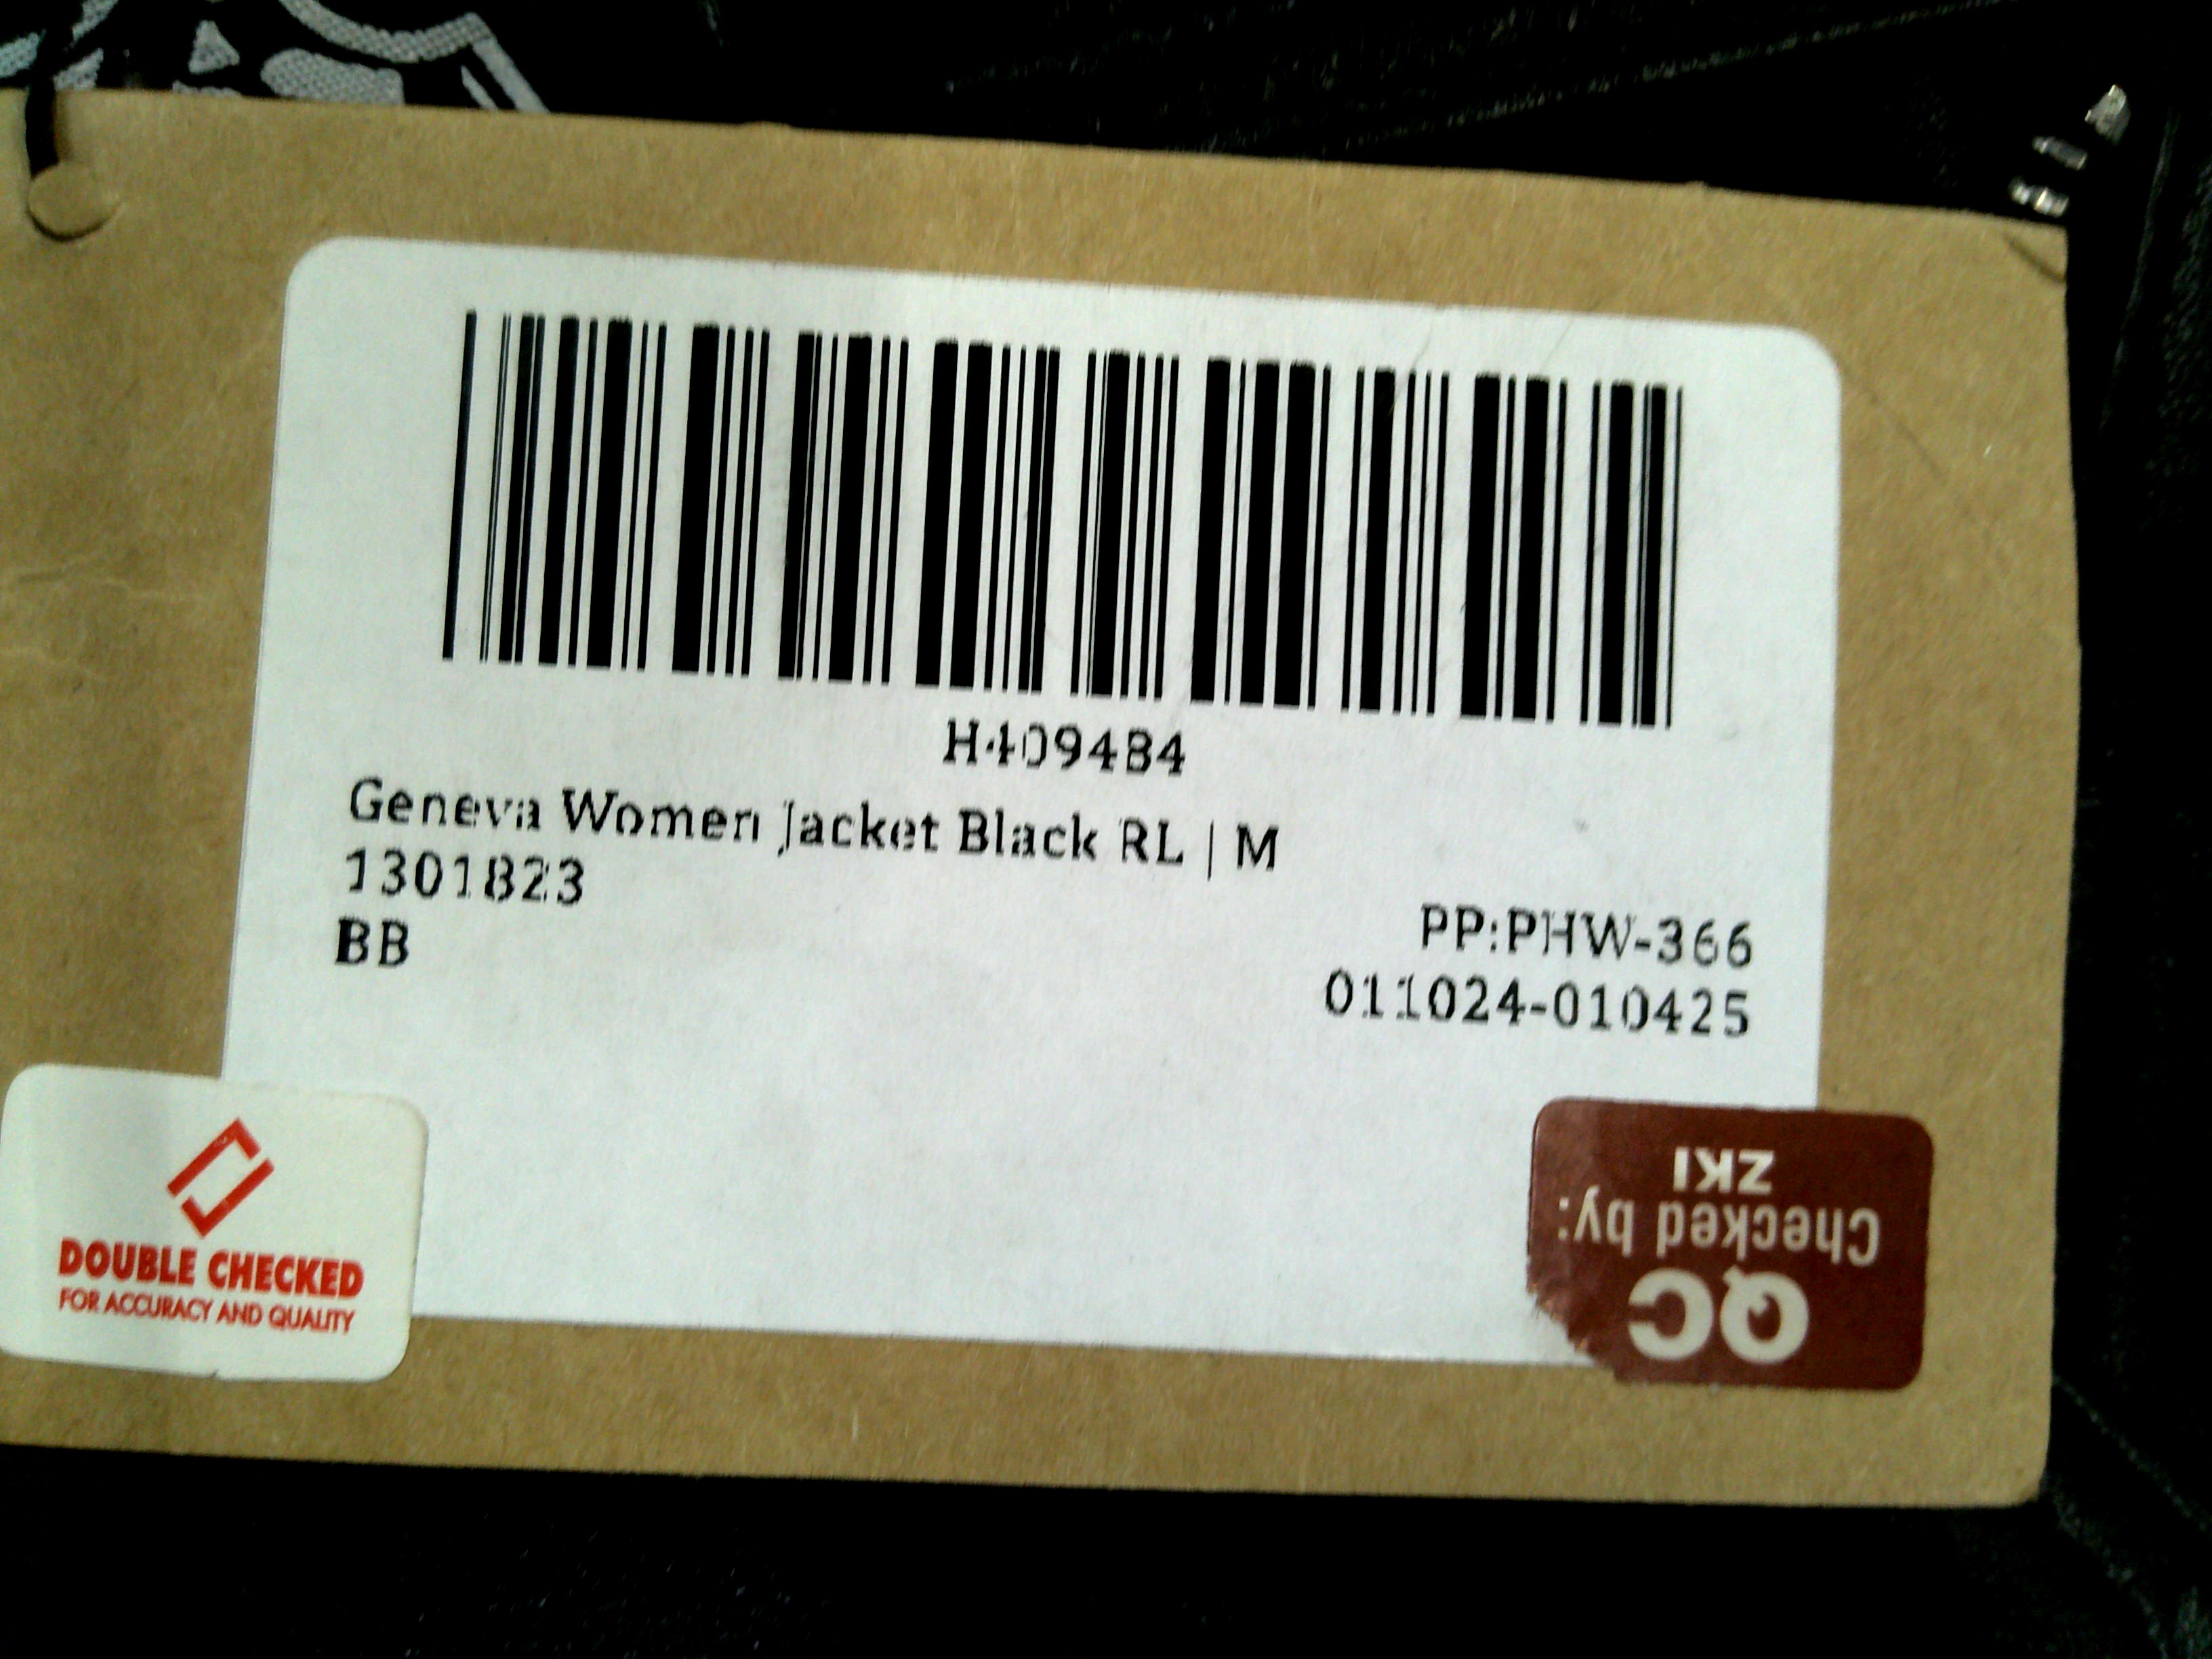 H409484
Geneva Women Jacket Black RL | M
1301823
BB
PP:PHW-366
011024-010425
DOUBLE CHECKED
FOR ACCURACY AND QUALITY
QC
Checked by:
ZKI